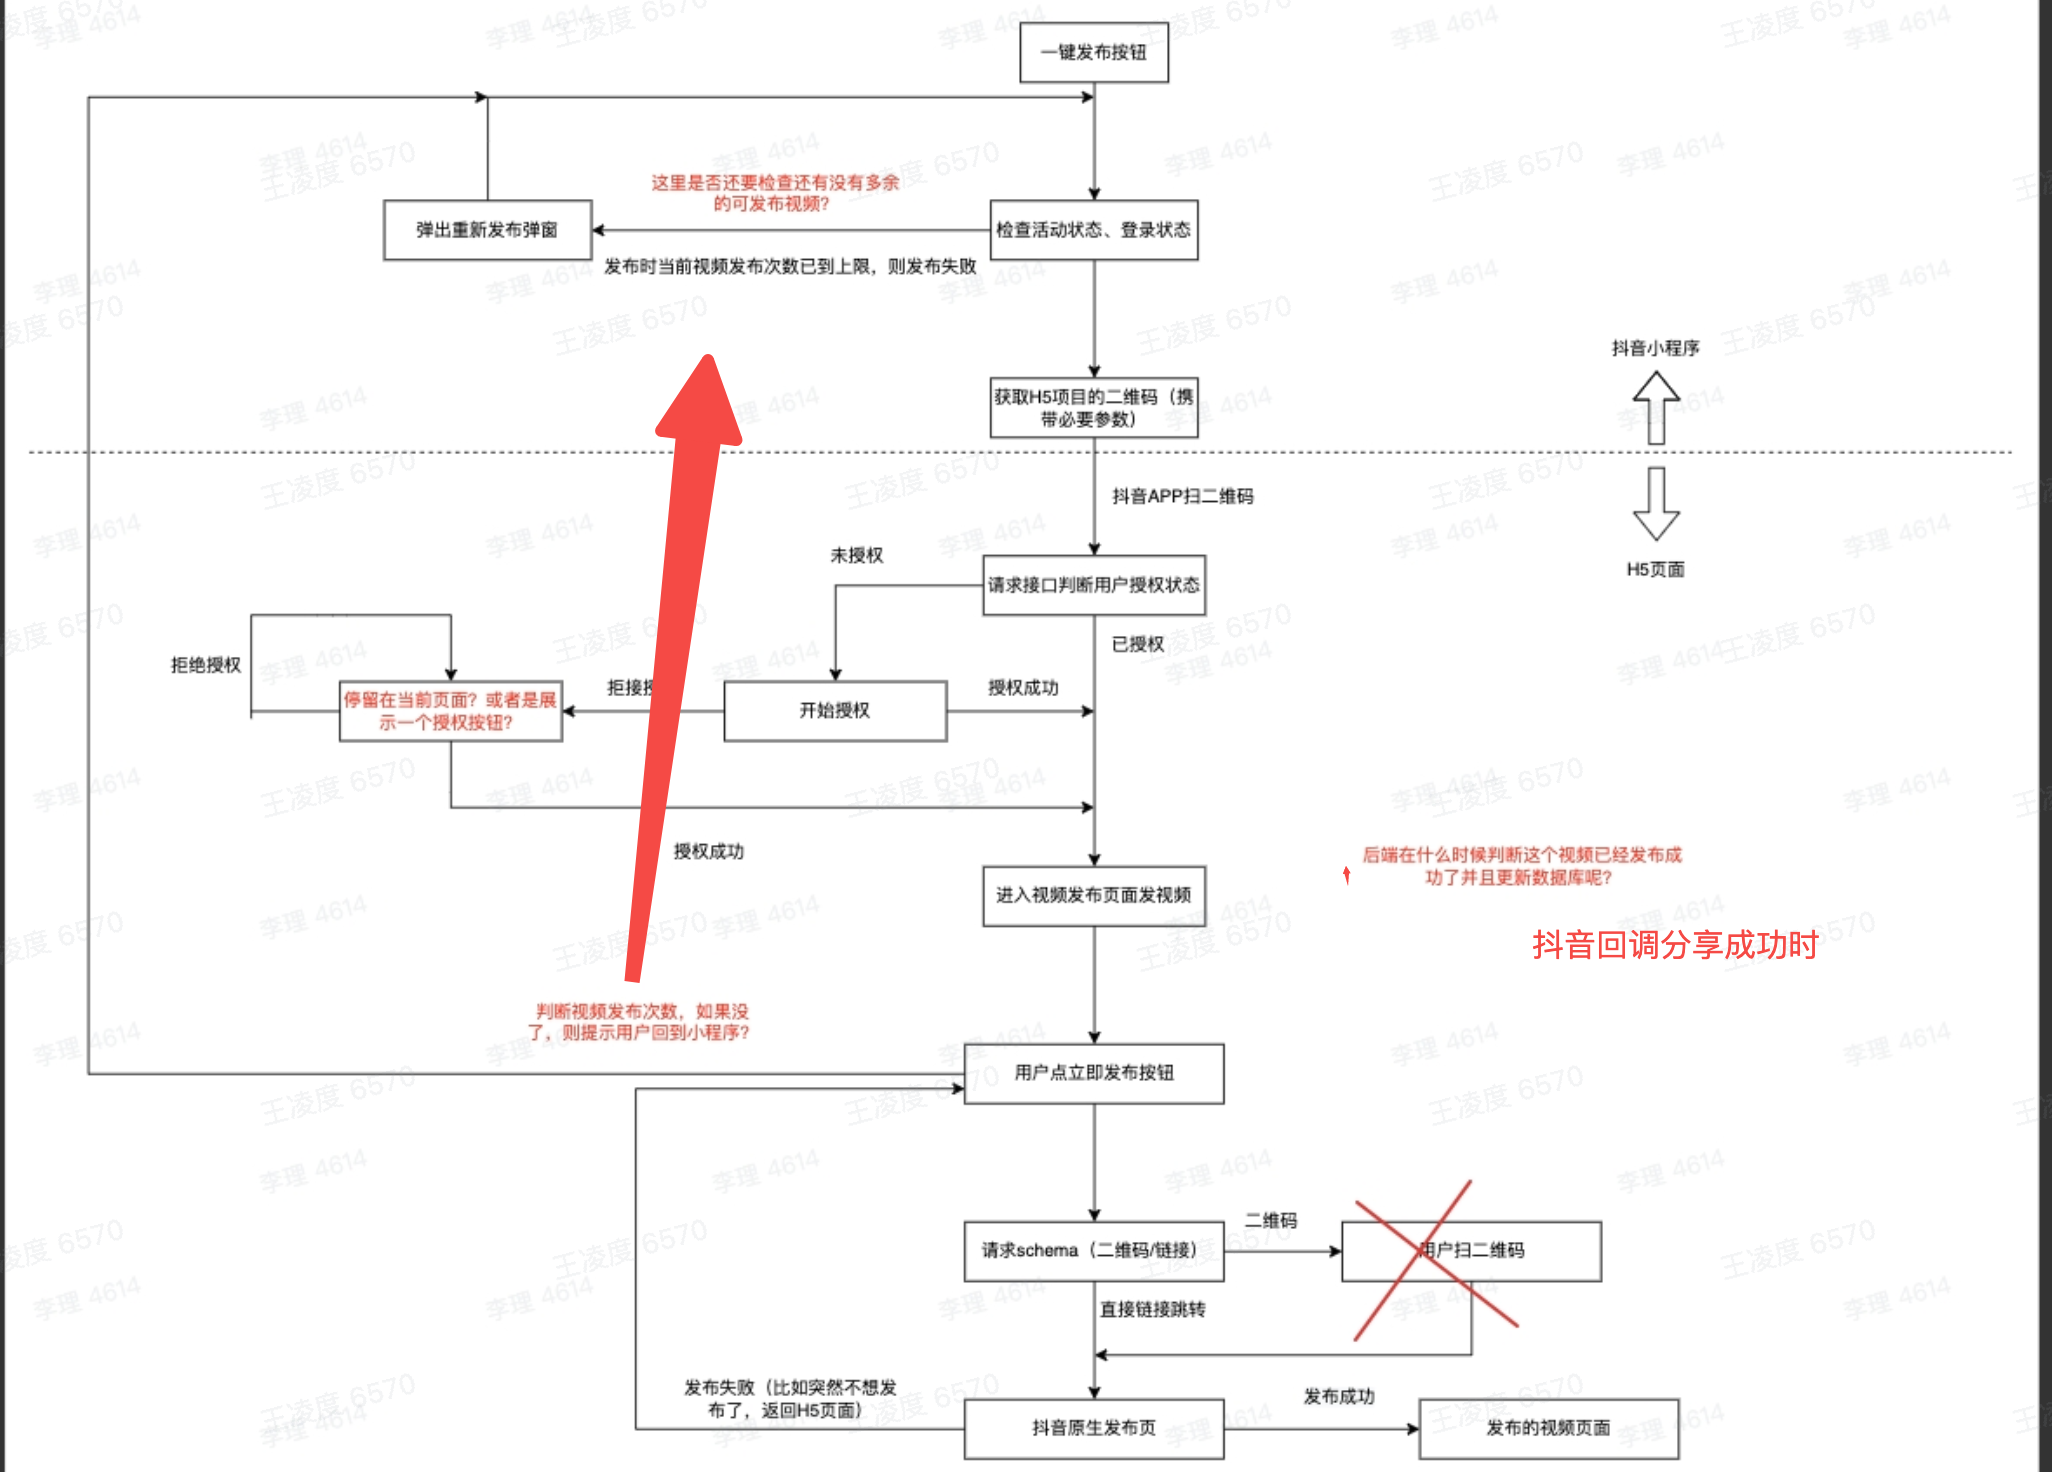 一键发布按钮
这里是否还要检查还有没有多余
的可发布视频?
弹出重新发布弹窗
检查活动状态、登录状态
发布时当前视频发布次数已到上限，则发布失败
抖音小程序
获取H5项目的二维码（携
带必要参数）
抖音APP扫二维码
未授权
请求接口判断用户授权状态
H5页面
已授权
拒绝授权
停留在当前页面？或者是展
示一个授权按钮?
拒接
开始授权
授权成功
授权成功
后端在什么时候判断这个视频已经发布成
功了并且更新数据库呢?
进入视频发布页面发视频
抖音回调分享成功时
判断视频发布次数，如果没
了，则提示用户回到小程序?
用户点立即发布按钮
二维码
请求schema（二维码/链接）
用户扫二维码
直接链接跳转
发布失败（比如突然不想发
布了，返回H5页面）
发布成功
抖音原生发布页
发布的视频页面
李理 4614
王凌度 6570